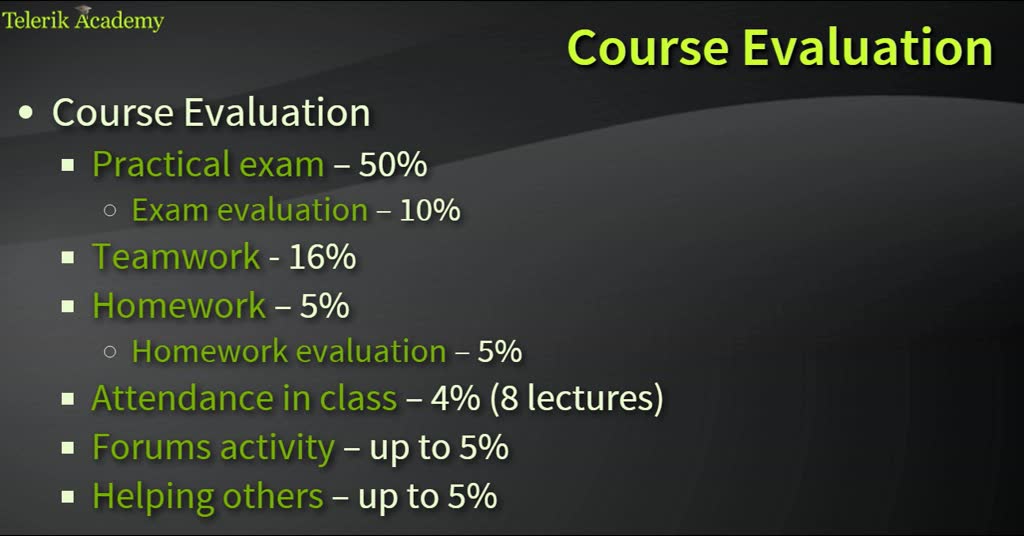 Telerik Academy
Course Evaluation
• Course Evaluation
▪ Practical exam – 50%
○ Exam evaluation – 10%
▪ Teamwork - 16%
▪ Homework – 5%
○ Homework evaluation – 5%
▪ Attendance in class – 4% (8 lectures)
▪ Forums activity – up to 5%
▪ Helping others – up to 5%